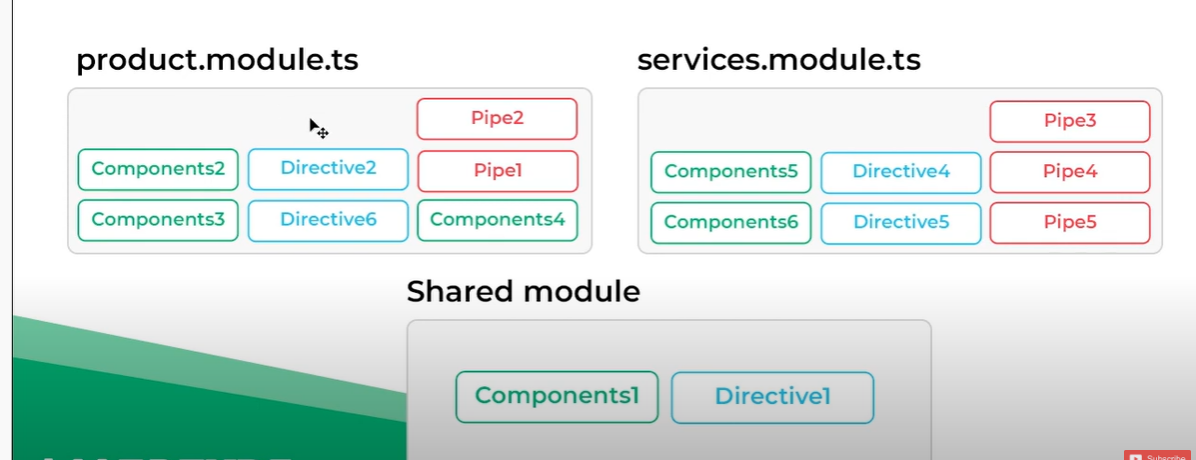 product.module.ts
Pipe2
Components2 Directive2 Pipe1
Components3 Directive6 Components4
services.module.ts
Pipe3
Components5 Directive4 Pipe4
Components6 Directive5 Pipe5
Shared module
Components1 Directive1
Subscribe